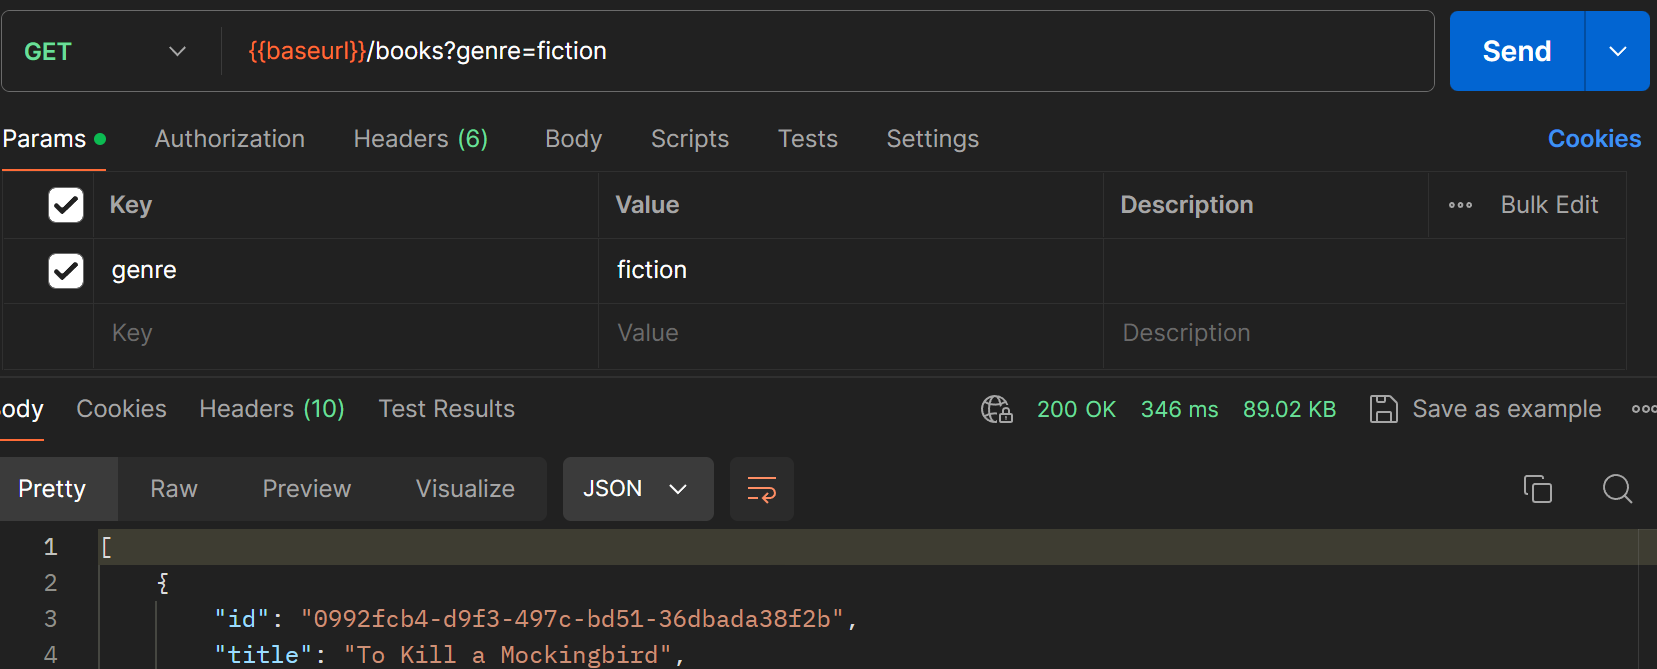 GET {{baseurl}}/books?genre=fiction Send
Params Authorization Headers (6) Body Scripts Tests Settings Cookies
Key Value Description Bulk Edit
genre fiction
Key Value Description
ody Cookies Headers (10) Test Results 200 OK 346 ms 89.02 KB Save as example
Pretty Raw Preview Visualize JSON
1 [
2 {
3 "id": "0992fcb4-d9f3-497c-bd51-36dbada38f2b",
4 "title": "To Kill a Mockingbird",